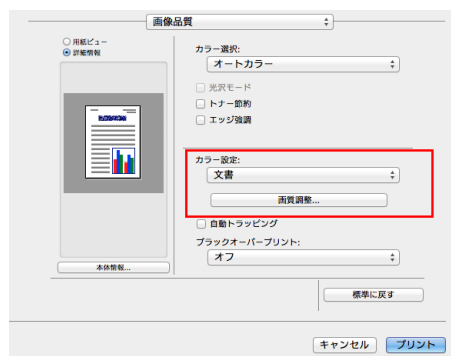 画像品質
用紙ビュー
詳細情報
カラー選択:
オートカラー
光沢モード
トナー節約
エッジ強調
カラー設定:
文書
画質調整...
自動トラッピング
ブラックオーバープリント:
オフ
本体情報...
標準に戻す
キャンセル
プリント